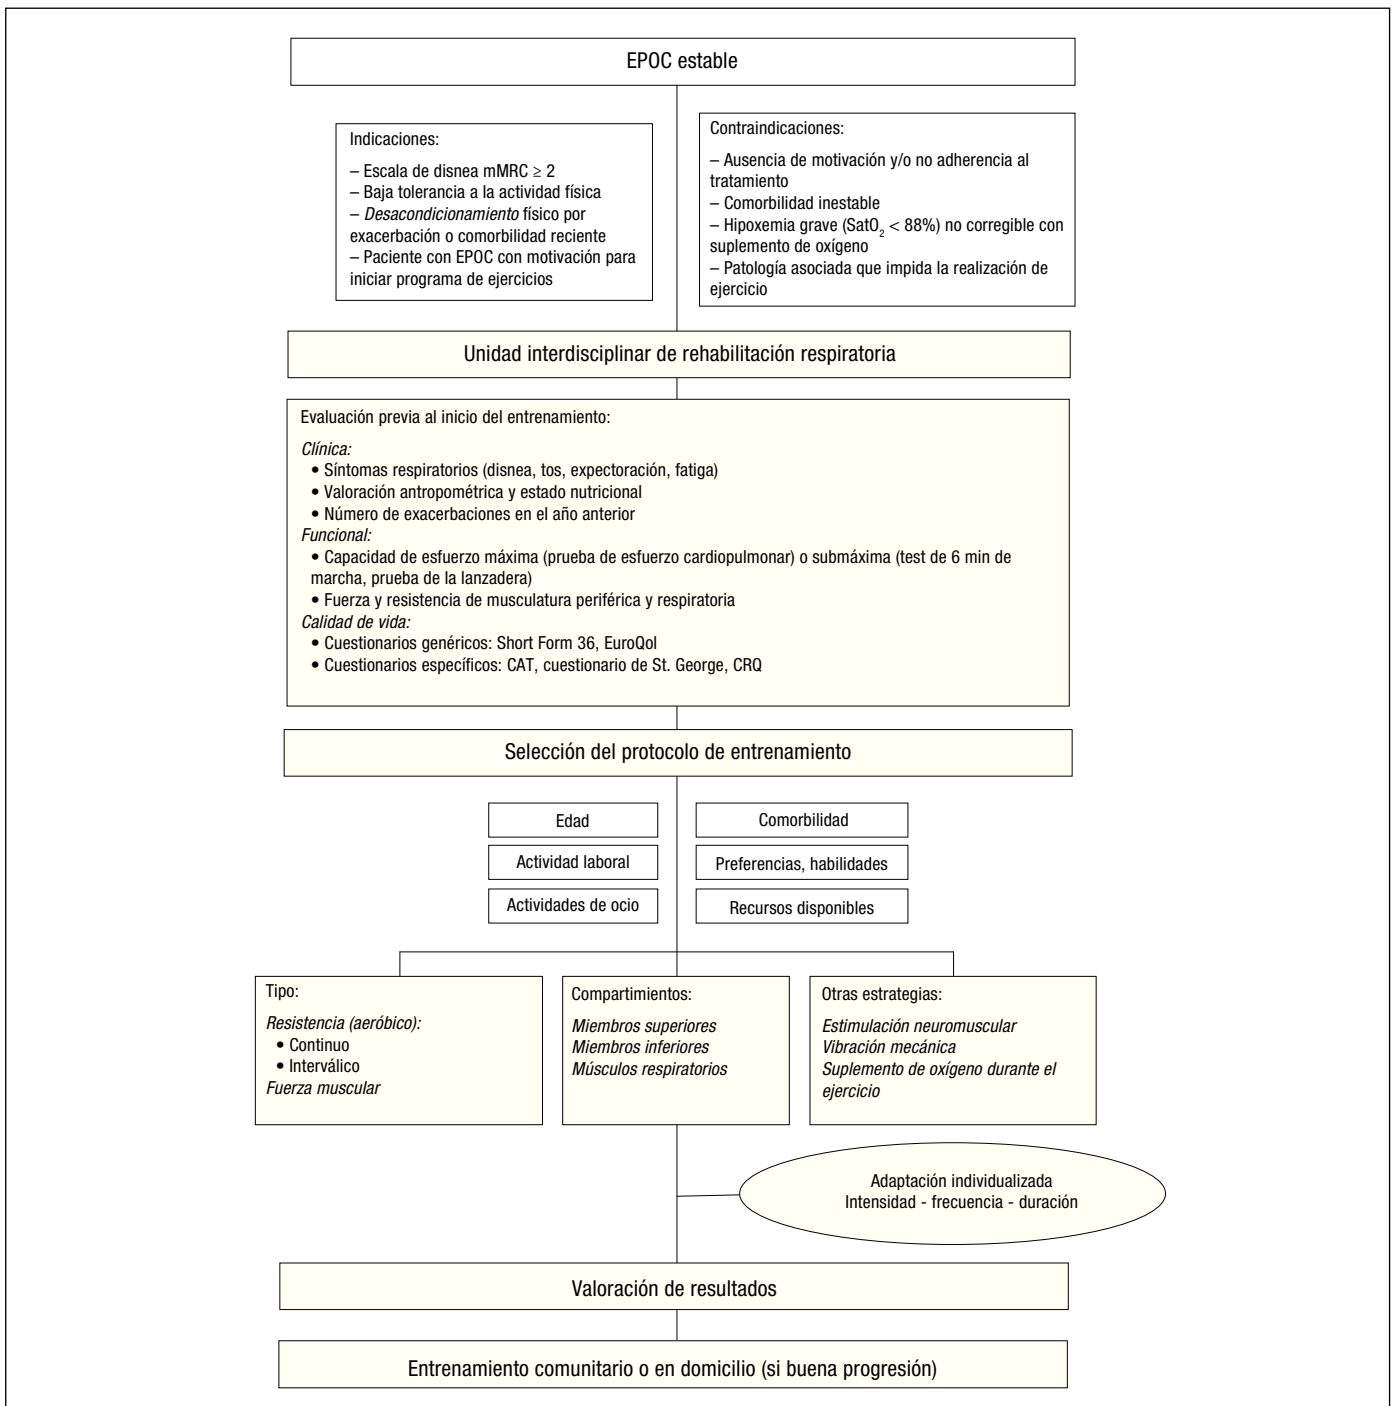 EPOC estable
Indicaciones:
– Escala de disnea mMRC ≥ 2
– Baja tolerancia a la actividad física
– Desacondicionamiento físico por
exacerbación o comorbilidad reciente
– Paciente con EPOC con motivación para
iniciar programa de ejercicios
Contraindicaciones:
– Ausencia de motivación y/o no adherencia al
tratamiento
– Comorbilidad inestable
– Hipoxemia grave (SatO₂ < 88%) no corregible con
suplemento de oxígeno
– Patología asociada que impida la realización de
ejercicio
Unidad interdisciplinar de rehabilitación respiratoria
Evaluación previa al inicio del entrenamiento:
Clínica:
• Síntomas respiratorios (disnea, tos, expectoración, fatiga)
• Valoración antropométrica y estado nutricional
• Número de exacerbaciones en el año anterior
Funcional:
• Capacidad de esfuerzo máxima (prueba de esfuerzo cardiopulmonar) o submáxima (test de 6 min de
marcha, prueba de la lanzadera)
• Fuerza y resistencia de musculatura periférica y respiratoria
Calidad de vida:
• Cuestionarios genéricos: Short Form 36, EuroQol
• Cuestionarios específicos: CAT, cuestionario de St. George, CRQ
Selección del protocolo de entrenamiento
Edad
Actividad laboral
Actividades de ocio
Comorbilidad
Preferencias, habilidades
Recursos disponibles
Tipo:
Resistencia (aeróbico):
• Continuo
• Interválico
Fuerza muscular
Compartimientos:
Miembros superiores
Miembros inferiores
Músculos respiratorios
Otras estrategias:
Estimulación neuromuscular
Vibración mecánica
Suplemento de oxígeno durante el
ejercicio
Adaptación individualizada
Intensidad - frecuencia - duración
Valoración de resultados
Entrenamiento comunitario o en domicilio (si buena progresión)